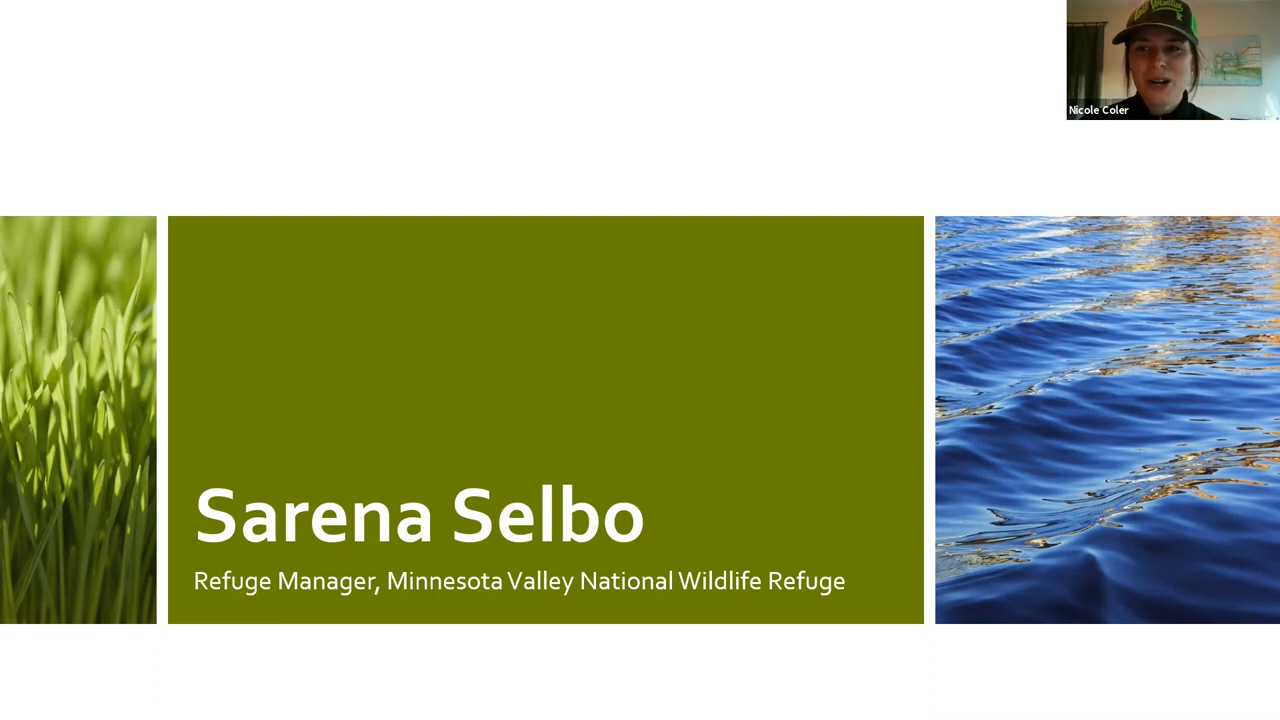 Nicole Coler
Sarena Selbo
Refuge Manager, Minnesota Valley National Wildlife Refuge